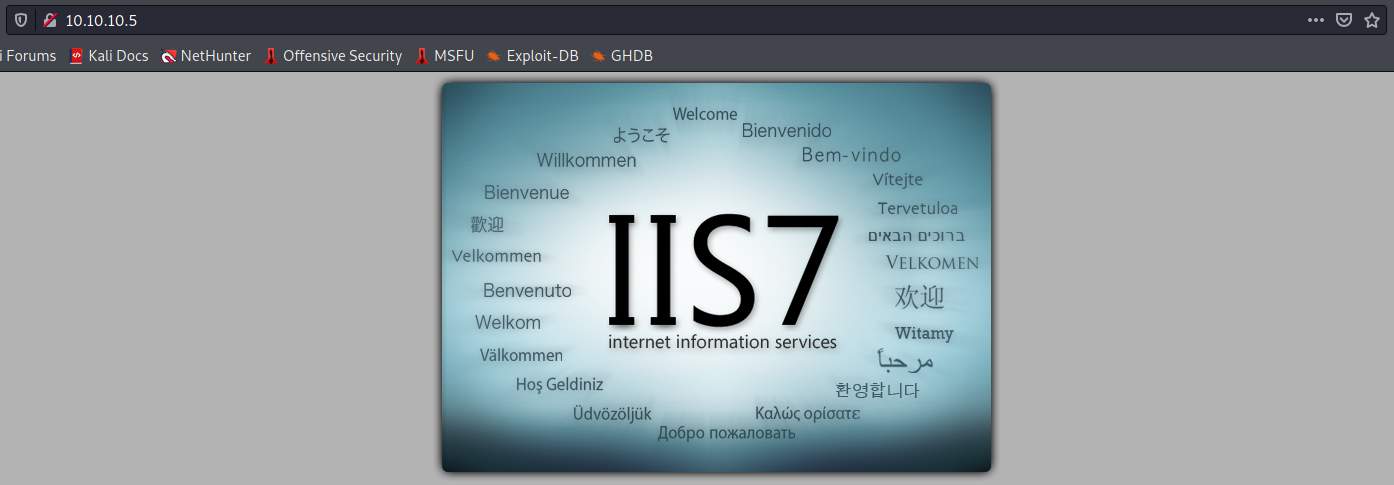 10.10.10.5
i Forums Kali Docs NetHunter Offensive Security MSFU Exploit-DB GHDB
Welcome
Bienvenido
ようこそ
Bem-vindo
Willkommen
Vítejte
Bienvenue
Tervetuloa
歡迎
ברוכים הבאים
Velkommen
VELKOMEN
Benvenuto
欢迎
Welkom
Witamy
Välkommen
مرحباً
Hoş Geldiniz
환영합니다
Üdvözöljük
Καλώς ορίσατε
Добро пожаловать
IIS7
internet information services